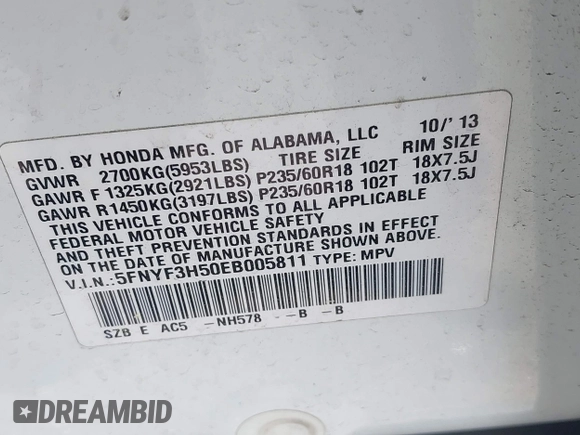 MFD. BY HONDA MFG. OF ALABAMA, LLC 10/'13
GVWR 2700KG(5953LBS) TIRE SIZE RIM SIZE
GAWR F 1325KG(2921LBS) P235/60R18 102T 18X7.5J
GAWR R1450KG(3197LBS) P235/60R18 102T 18X7.5J
THIS VEHICLE CONFORMS TO ALL APPLICABLE
FEDERAL MOTOR VEHICLE SAFETY
AND THEFT PREVENTION STANDARDS IN EFFECT
ON THE DATE OF MANUFACTURE SHOWN ABOVE.
V.I.N.:5FNYF3H50EB005811 TYPE: MPV
SZB E AC5 -NH578 --B -B
DREAMBID